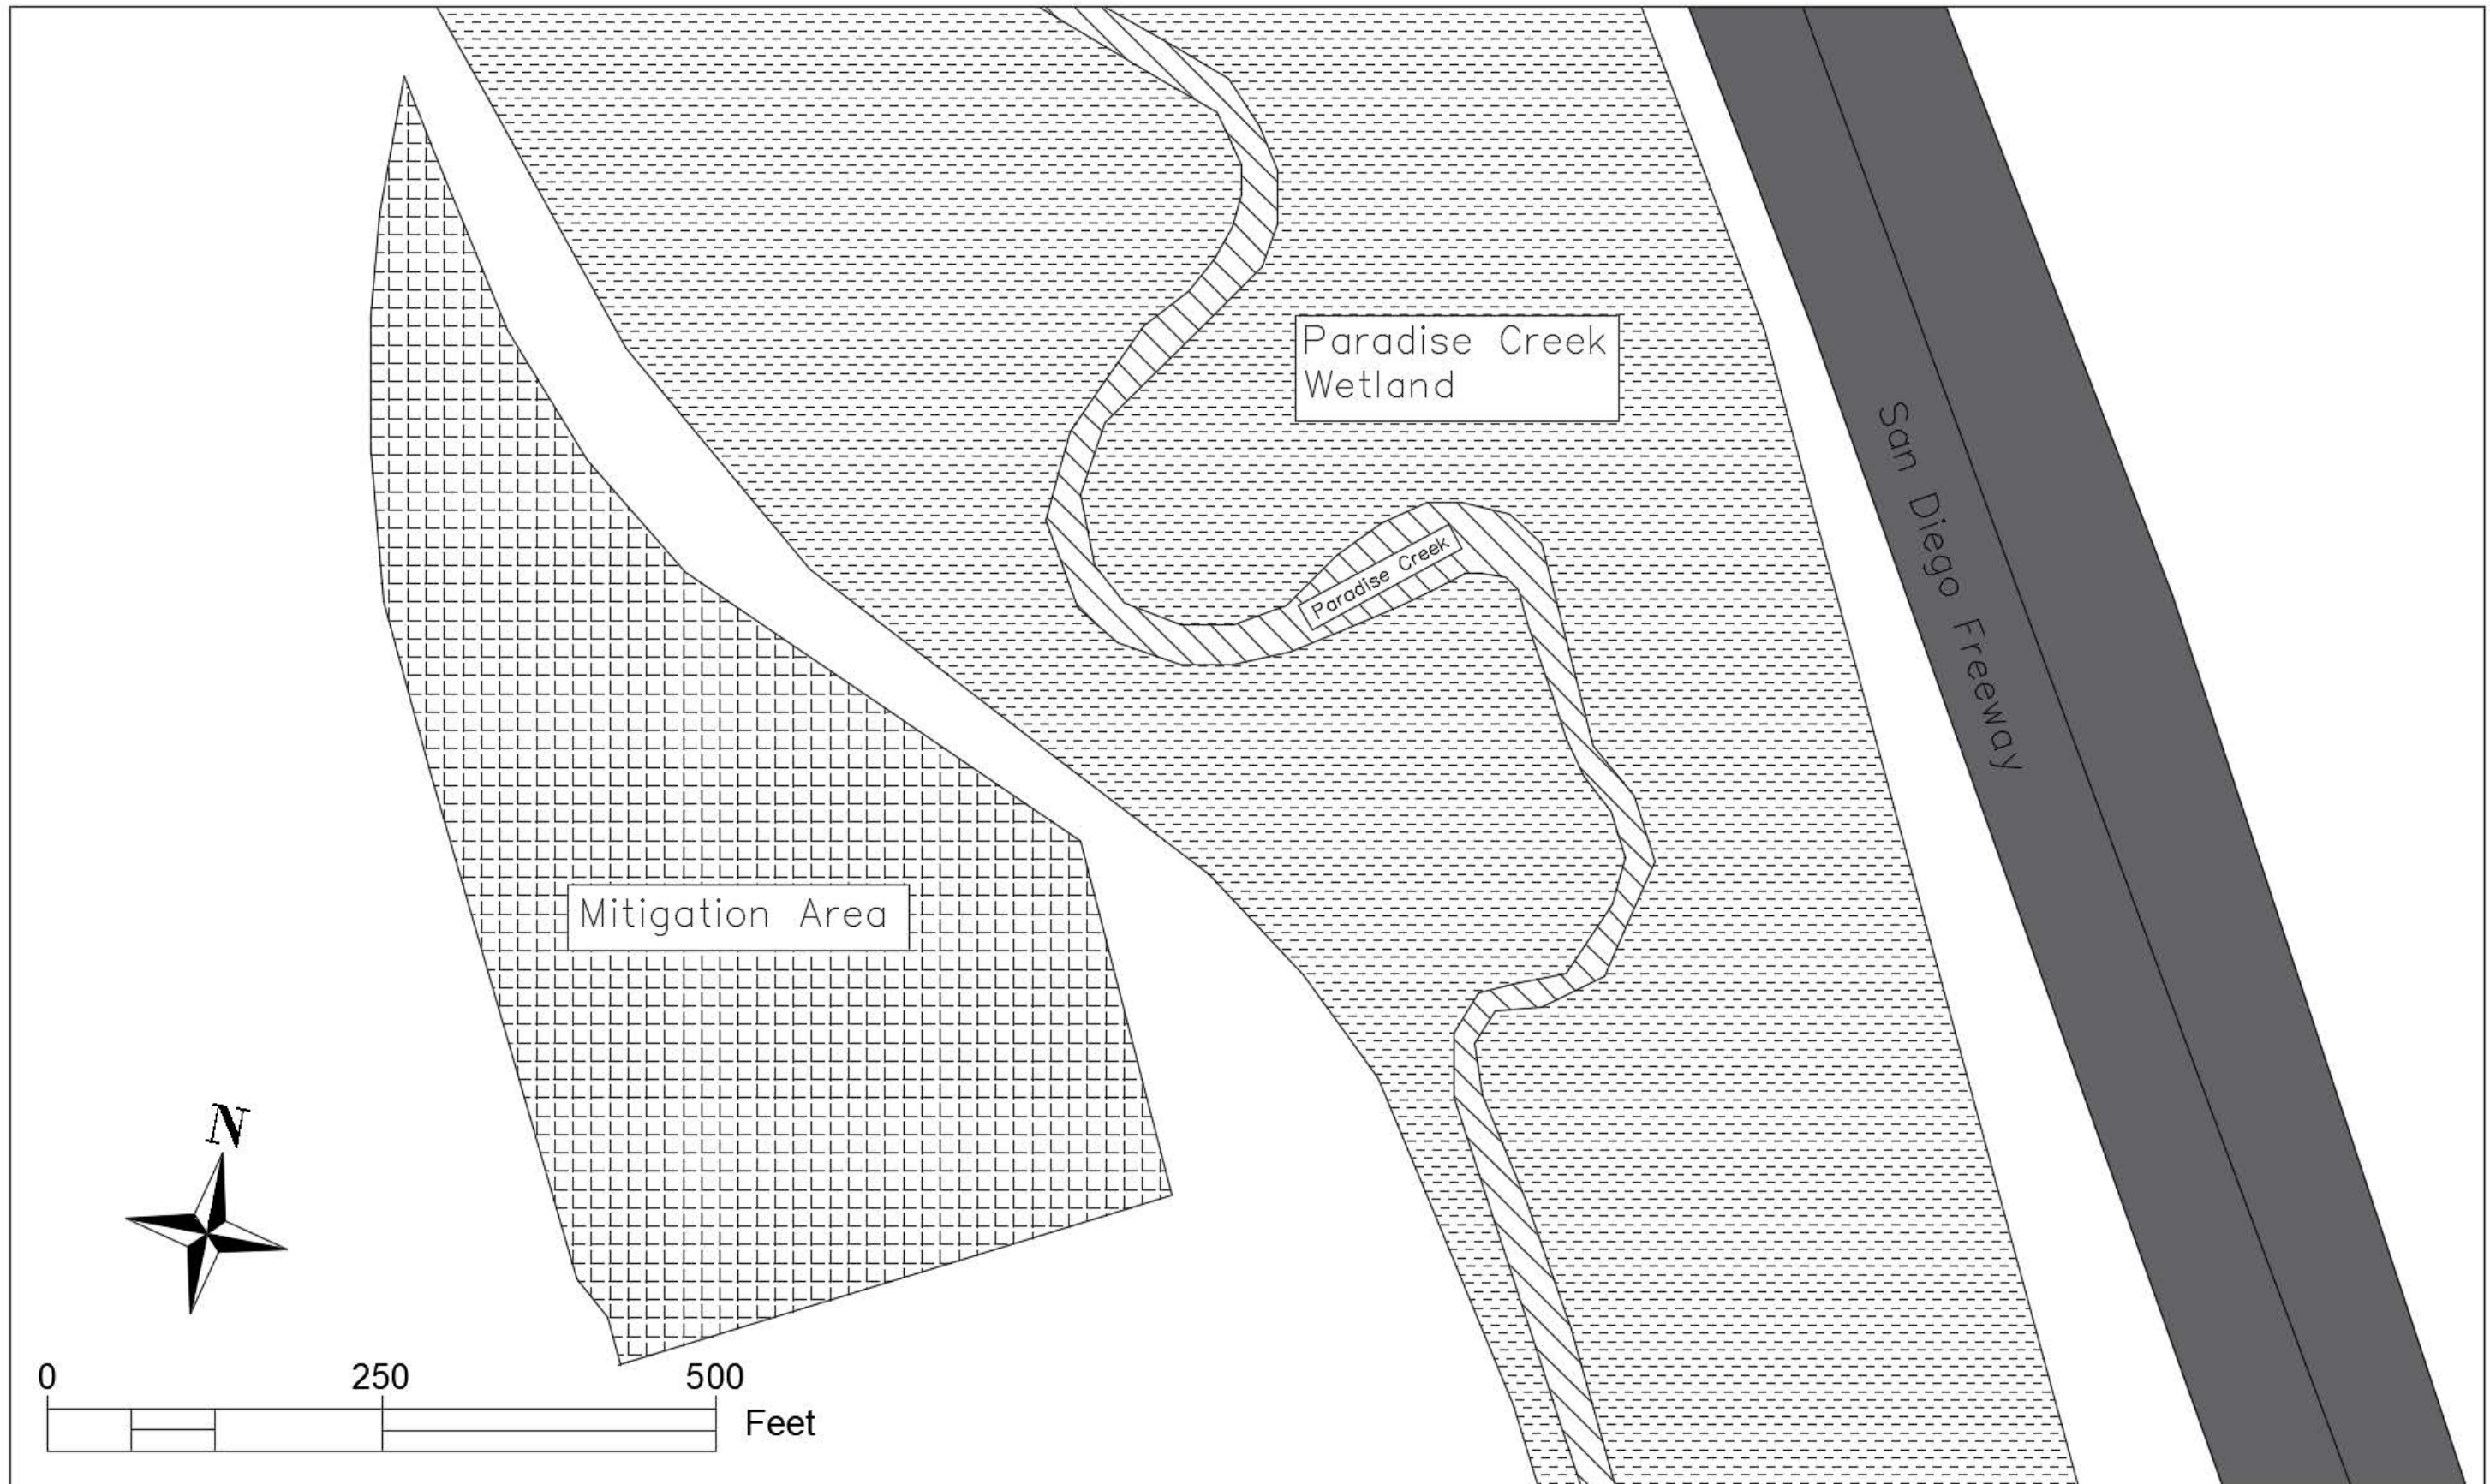 Paradise Creek
Wetland
San Diego Freeway
Paradise Creek
Mitigation Area
N
0 250 500
Feet